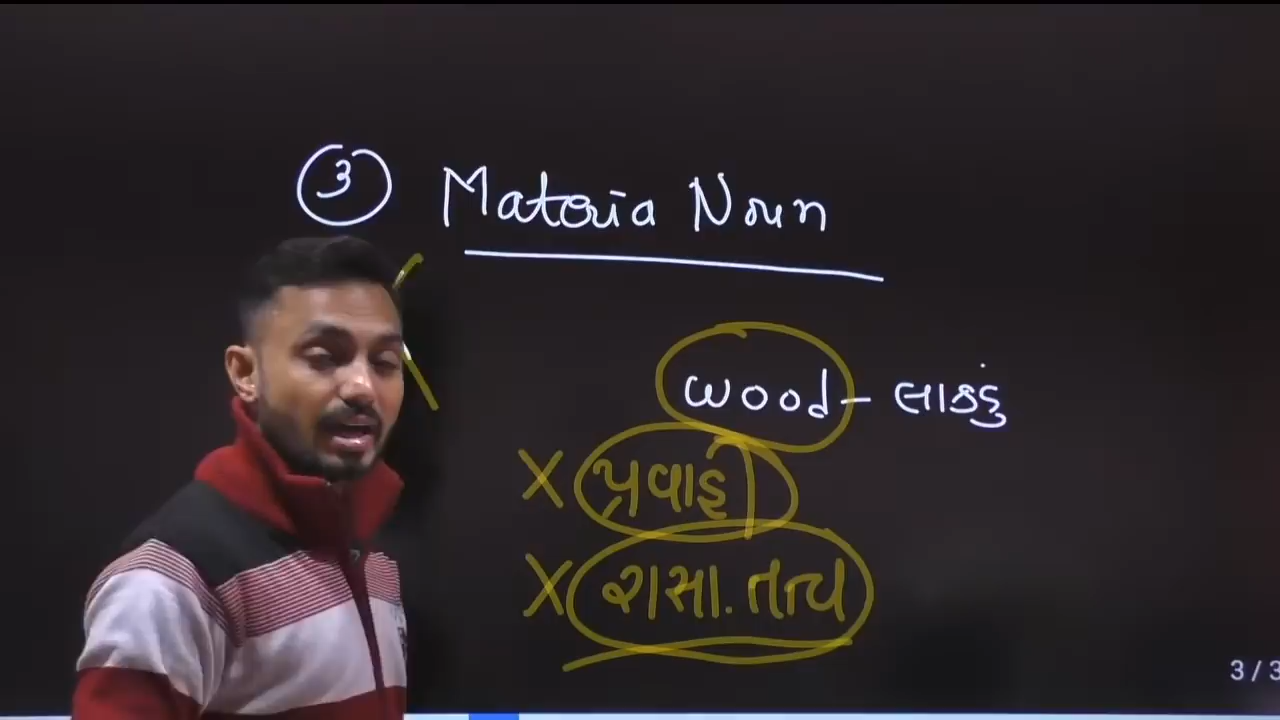 3 Materia Noun
wood - લાકડું
X પ્રવાહી
X રાસા. તત્વ
3 / 3